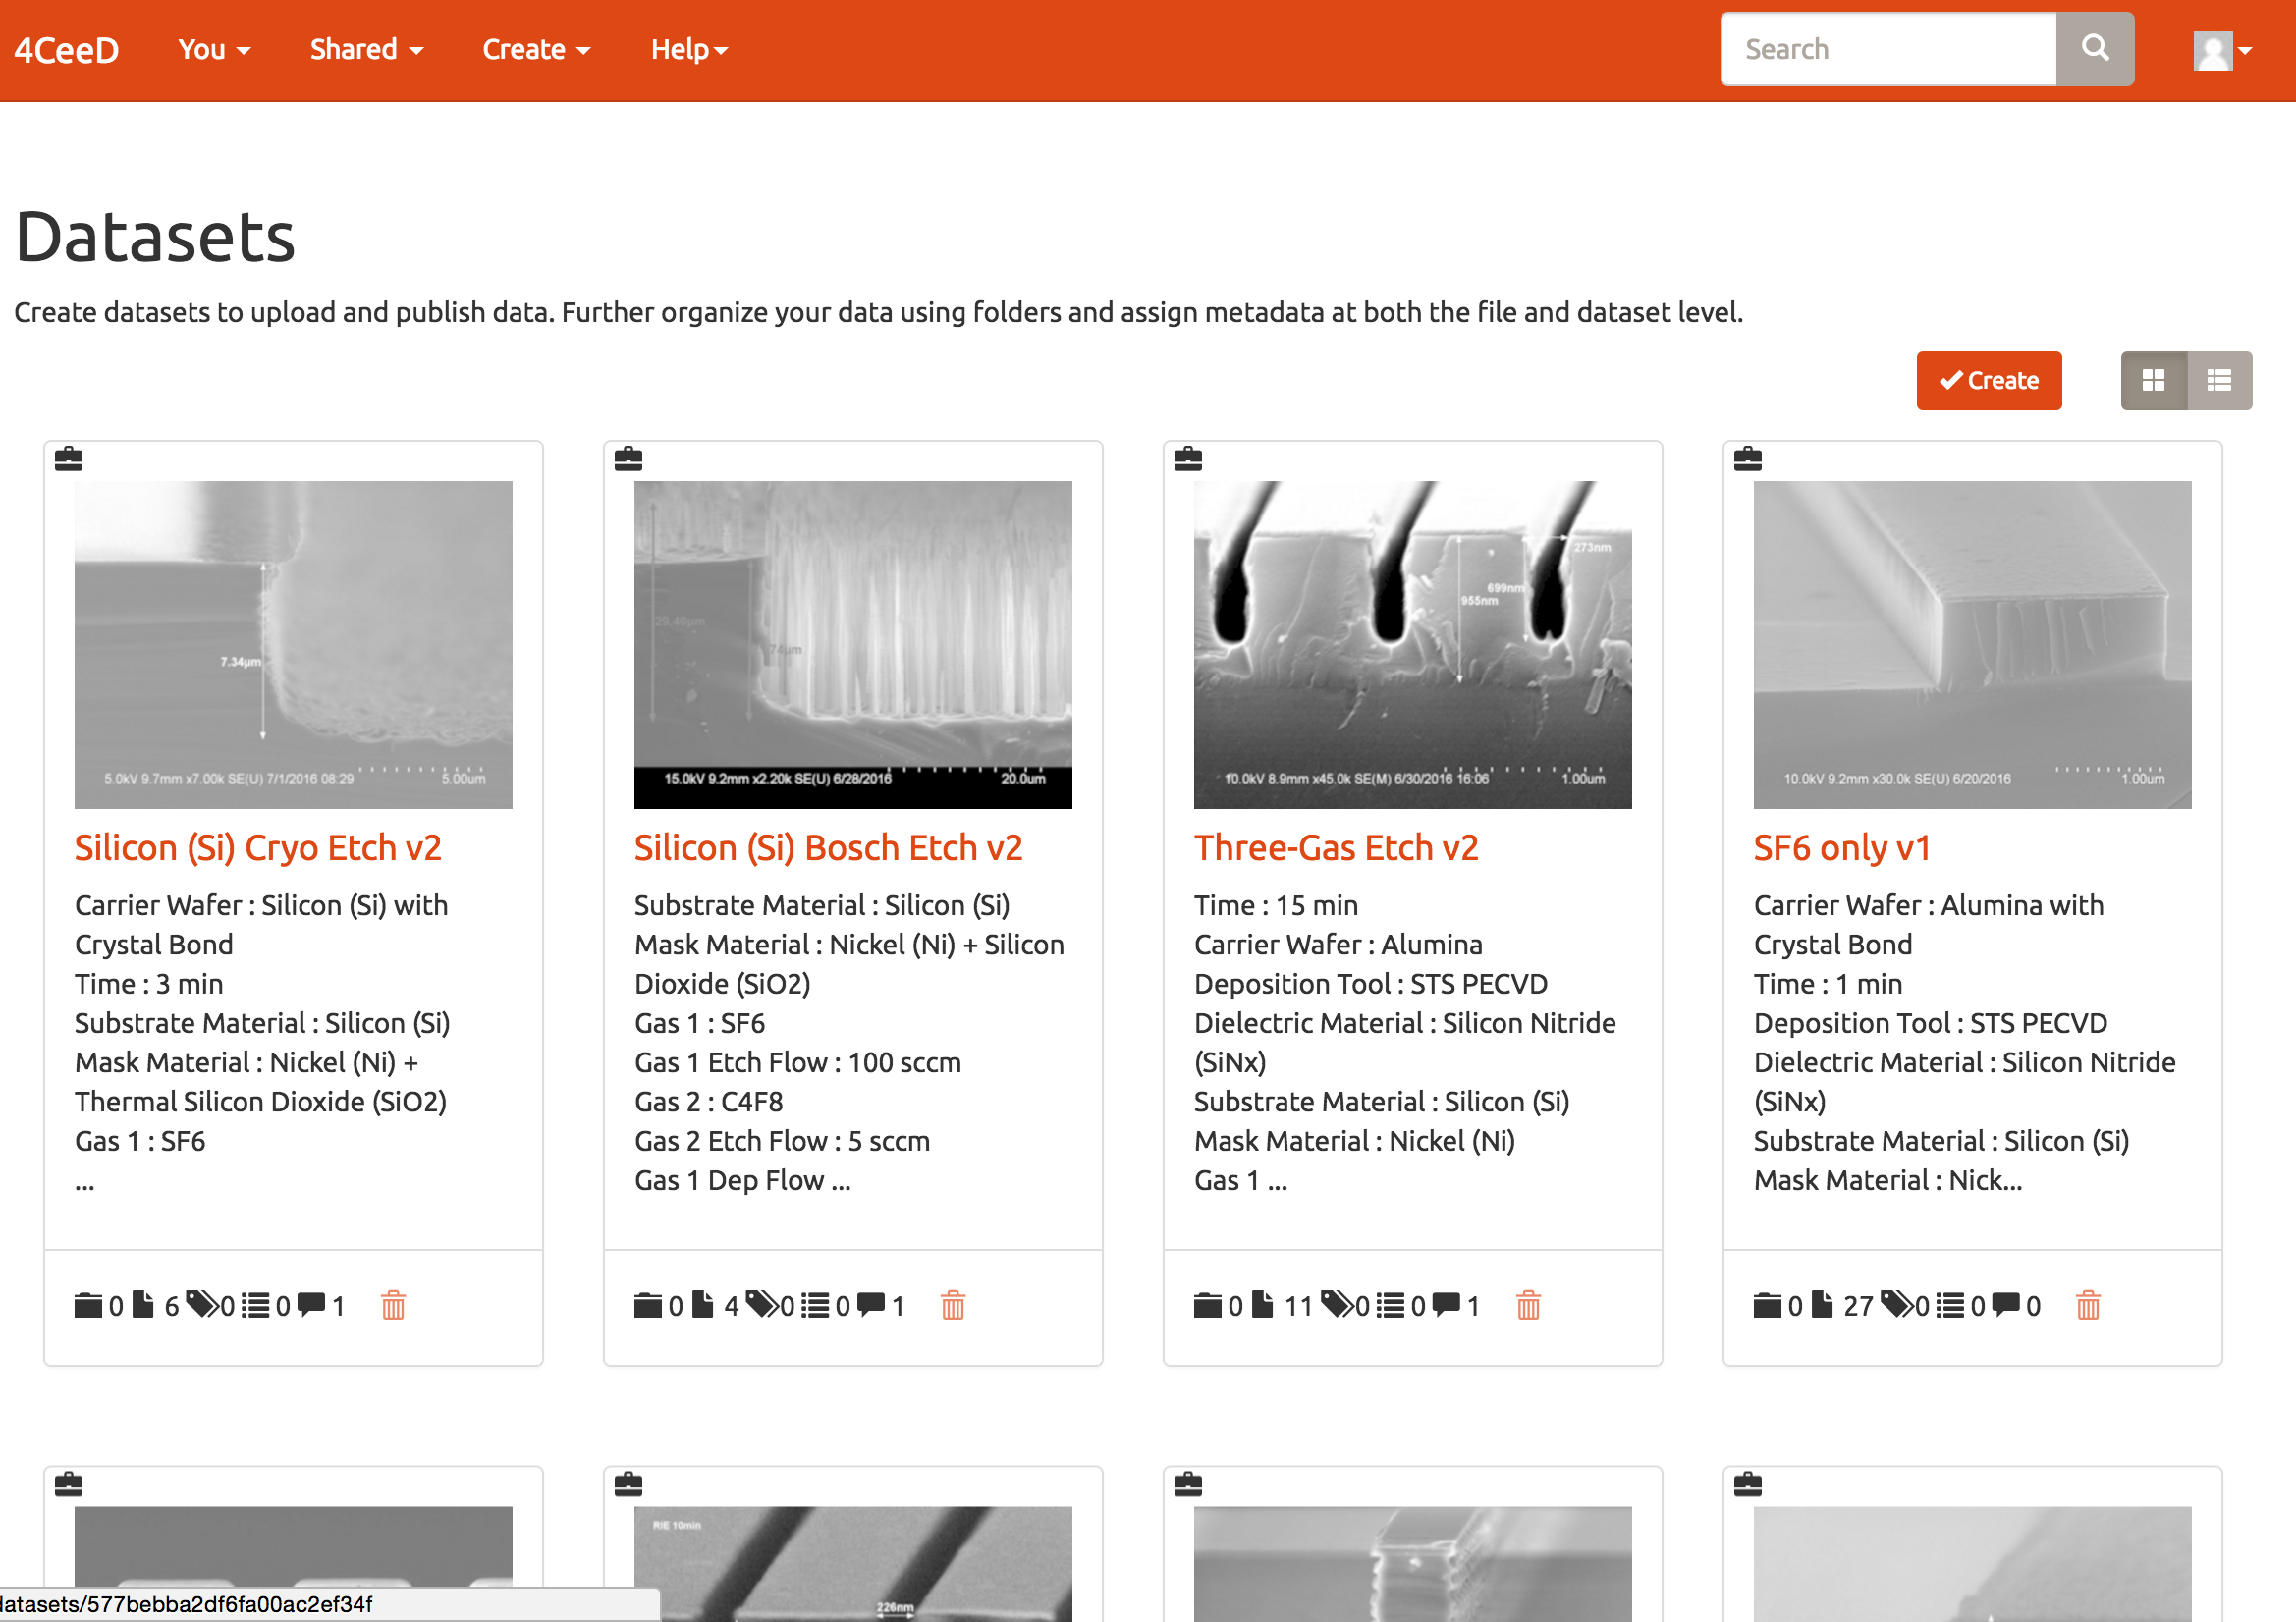 4CeeD You Shared Create Help Search
Datasets
Create datasets to upload and publish data. Further organize your data using folders and assign metadata at both the file and dataset level.
Create
7.34µm
5.0kV 9.7mm x7.00k SE(U) 7/1/2016 08:29 5.00um
Silicon (Si) Cryo Etch v2
Carrier Wafer : Silicon (Si) with
Crystal Bond
Time : 3 min
Substrate Material : Silicon (Si)
Mask Material : Nickel (Ni) +
Thermal Silicon Dioxide (SiO2)
Gas 1 : SF6
...
0 6 0 0 1
29.40µm
15.0kV 9.2mm x2.20k SE(U) 6/28/2016 20.0um
Silicon (Si) Bosch Etch v2
Substrate Material : Silicon (Si)
Mask Material : Nickel (Ni) + Silicon
Dioxide (SiO2)
Gas 1 : SF6
Gas 1 Etch Flow : 100 sccm
Gas 2 : C4F8
Gas 2 Etch Flow : 5 sccm
Gas 1 Dep Flow ...
0 4 0 0 1
273nm
699nm
955nm
10.0kV 8.9mm x45.0k SE(M) 6/30/2016 16:06 1.00um
Three-Gas Etch v2
Time : 15 min
Carrier Wafer : Alumina
Deposition Tool : STS PECVD
Dielectric Material : Silicon Nitride
(SiNx)
Substrate Material : Silicon (Si)
Mask Material : Nickel (Ni)
Gas 1 ...
0 11 0 0 1
10.0kV 9.2mm x30.0k SE(U) 6/20/2016 1.00um
SF6 only v1
Carrier Wafer : Alumina with
Crystal Bond
Time : 1 min
Deposition Tool : STS PECVD
Dielectric Material : Silicon Nitride
(SiNx)
Substrate Material : Silicon (Si)
Mask Material : Nick...
0 27 0 0 0
RIE 10min
226nm
datasets/577bebba2df6fa00ac2ef34f